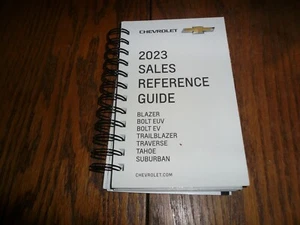 CHEVROLET
2023
SALES
REFERENCE
GUIDE
BLAZER
BOLT EUV
BOLT EV
TRAILBLAZER
TRAVERSE
TAHOE
SUBURBAN
CHEVROLET.COM